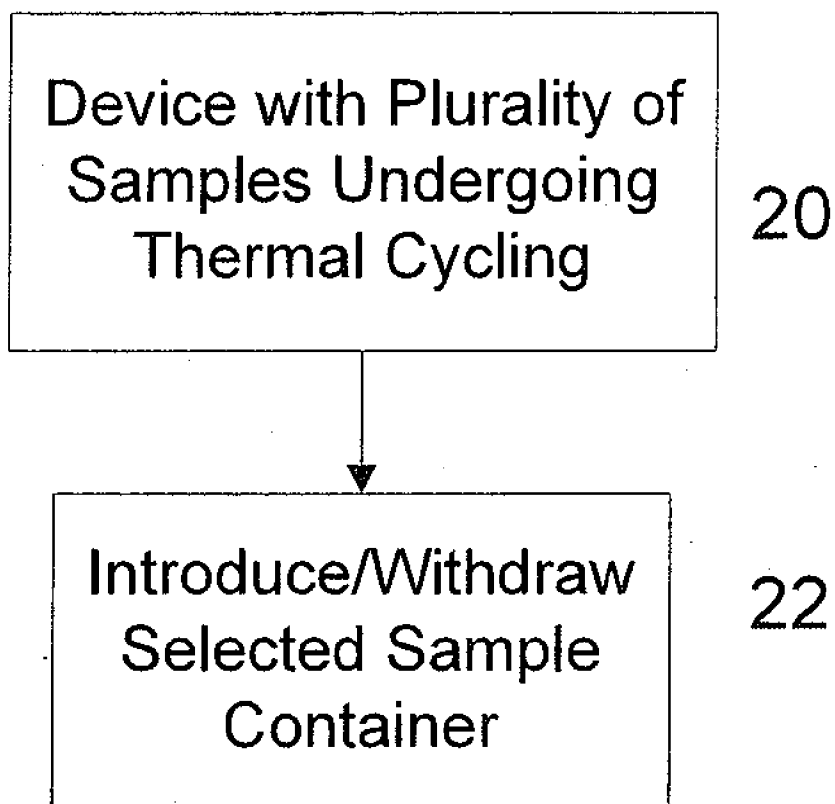 Device with Plurality of
Samples Undergoing
Thermal Cycling
20
Introduce/Withdraw
Selected Sample
Container
22